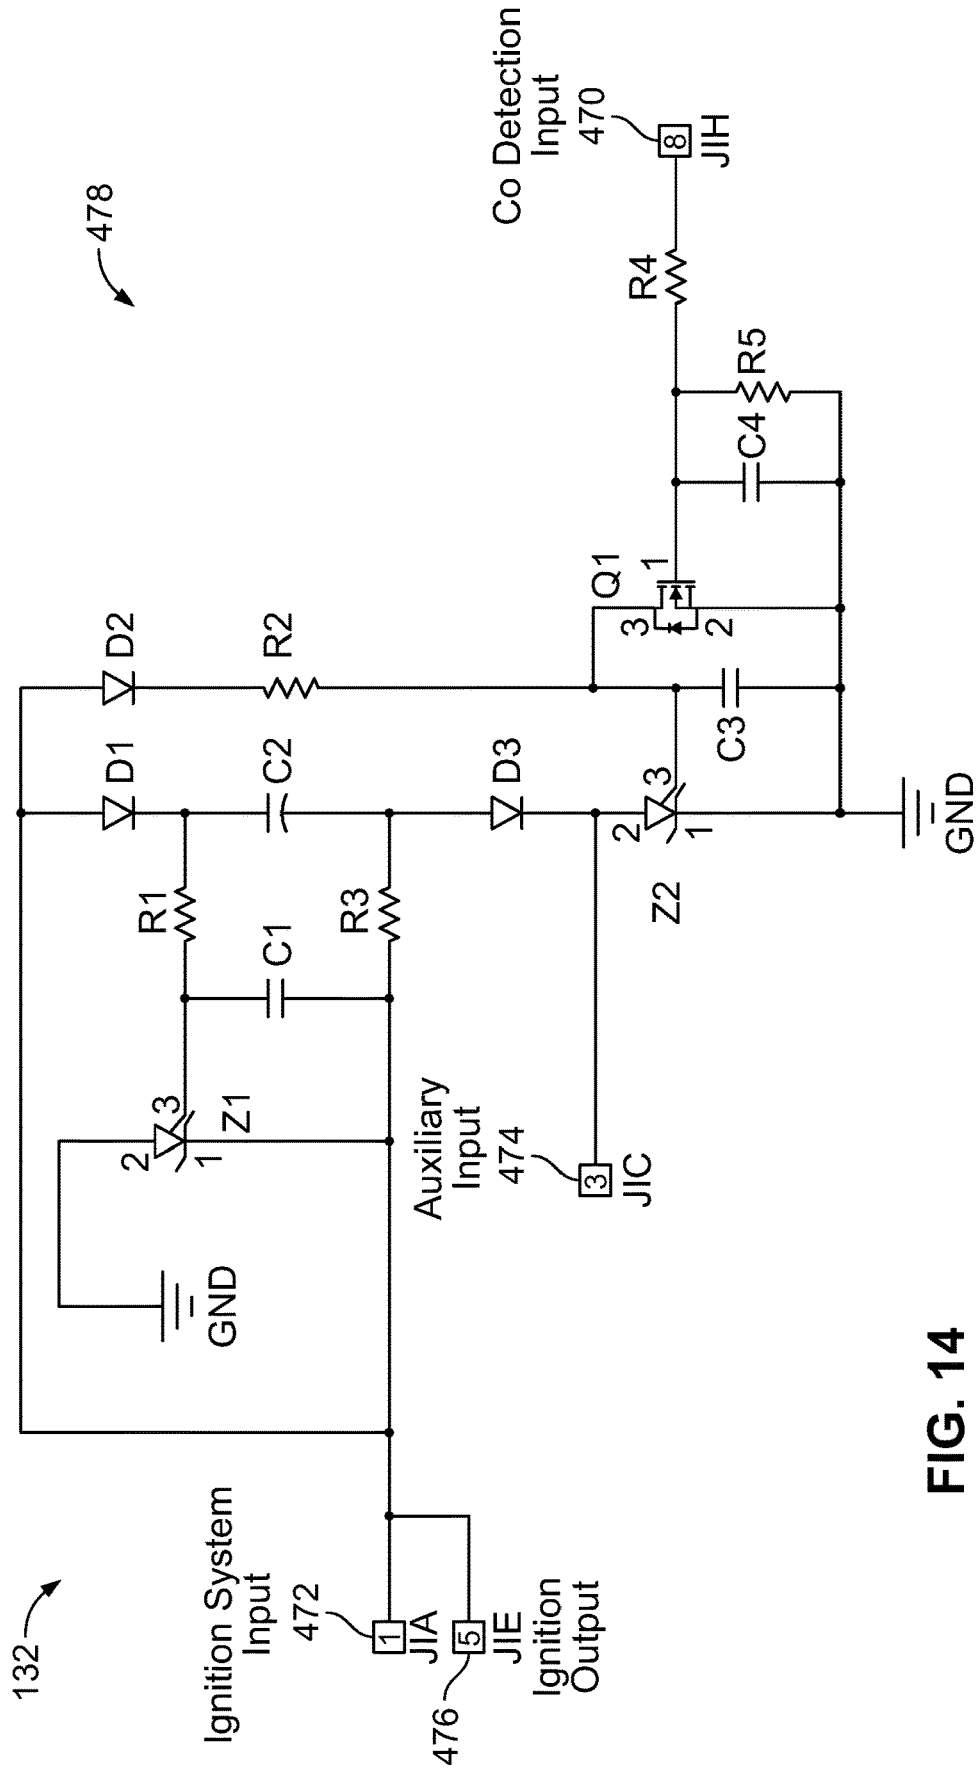 132
478
Ignition System
Input
472
1
JIA
476
5
JIE
Ignition
Output
GND
2
3
1
Z1
R1
C1
R3
D1
C2
D2
R2
D3
Auxiliary
Input
474
3
JIC
2
3
1
Z2
C3
Q1
3
1
2
C4
R5
R4
Co Detection
Input
470
8
JIH
GND
FIG. 14